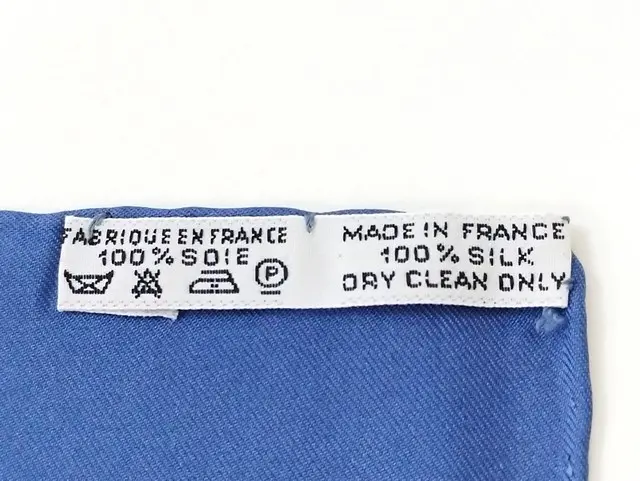 FABRIQUE EN FRANCE
100% SOIE
P
MADE IN FRANCE
100% SILK
DRY CLEAN ONLY